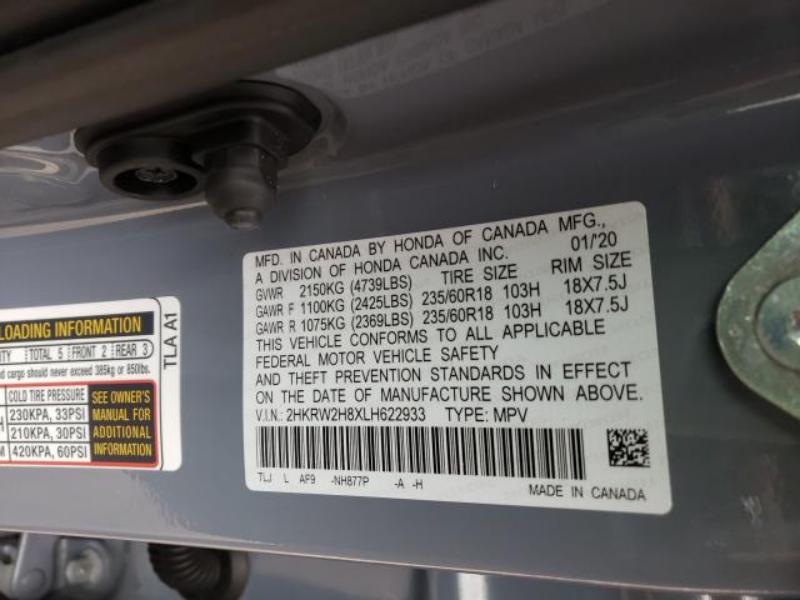 MFD. IN CANADA BY HONDA OF CANADA MFG.,
A DIVISION OF HONDA CANADA INC. 01/'20
GVWR 2150KG (4739LBS) TIRE SIZE RIM SIZE
GAWR F 1100KG (2425LBS) 235/60R18 103H 18X7.5J
GAWR R 1075KG (2369LBS) 235/60R18 103H 18X7.5J
THIS VEHICLE CONFORMS TO ALL APPLICABLE
FEDERAL MOTOR VEHICLE SAFETY
AND THEFT PREVENTION STANDARDS IN EFFECT
ON THE DATE OF MANUFACTURE SHOWN ABOVE.
V.I.N.: 2HKRW2H8XLH622933 TYPE: MPV
TLJ L AF9 -NH877P -A -H
MADE IN CANADA
LOADING INFORMATION
TOTAL 5 FRONT 2 REAR 3
cargo should never exceed 385kg or 850lbs.
COLD TIRE PRESSURE
230KPA, 33PSI
210KPA, 30PSI
420KPA, 60PSI
SEE OWNER'S
MANUAL FOR
ADDITIONAL
INFORMATION
TLA A1